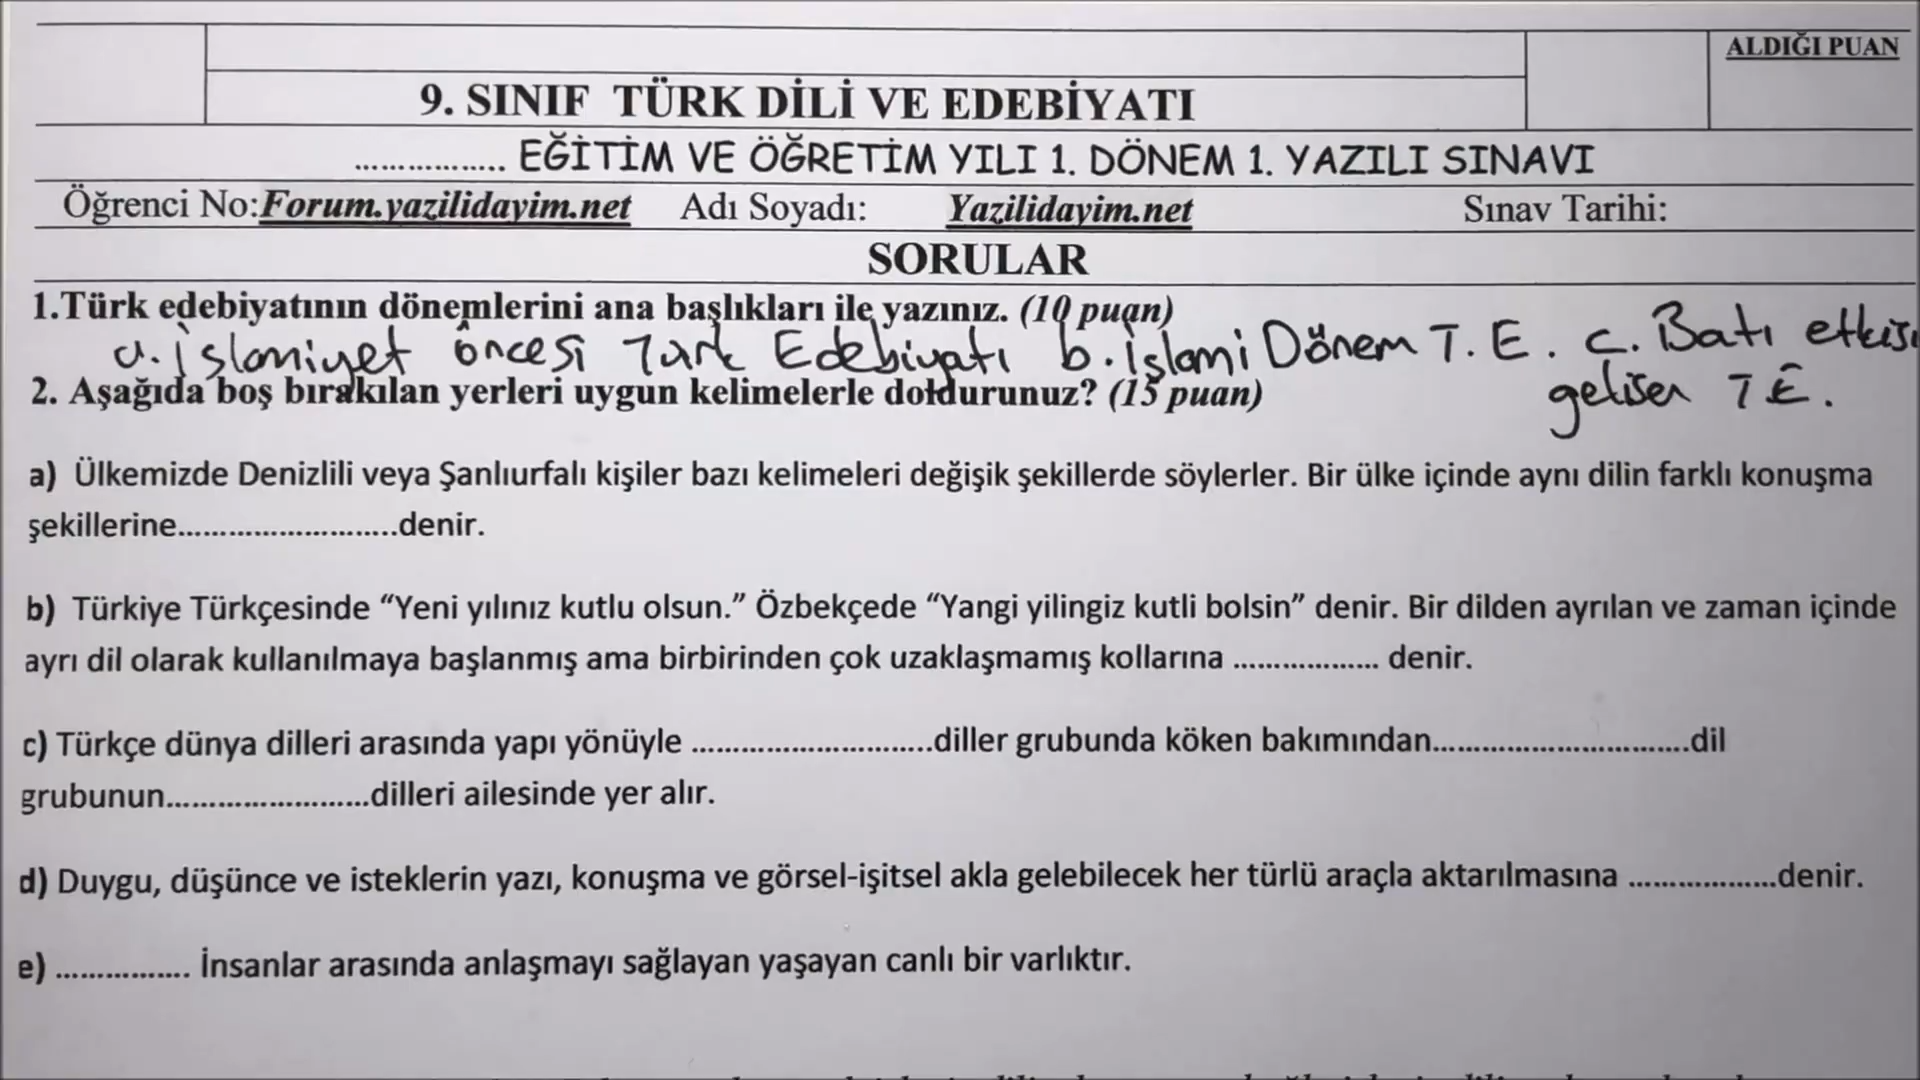 ALDIĞI PUAN
9. SINIF TÜRK DİLİ VE EDEBİYATI
................ EĞİTİM VE ÖĞRETİM YILI 1. DÖNEM 1. YAZILI SINAVI
Öğrenci No:Forum.yazilidayim.net Adı Soyadı: Yazilidayim.net Sınav Tarihi:
SORULAR
1.Türk edebiyatının dönemlerini ana başlıkları ile yazınız. (10 puan)
a. İslamiyet öncesi Türk Edebiyatı b. İslami Dönem T. E. c. Batı etkisi
gelişen T E.
2. Aşağıda boş bırakılan yerleri uygun kelimelerle doldurunuz? (15 puan)
a) Ülkemizde Denizlili veya Şanlıurfalı kişiler bazı kelimeleri değişik şekillerde söylerler. Bir ülke içinde aynı dilin farklı konuşma
şekillerine..........................denir.
b) Türkiye Türkçesinde “Yeni yılınız kutlu olsun.” Özbekçede “Yangi yilingiz kutli bolsin” denir. Bir dilden ayrılan ve zaman içinde
ayrı dil olarak kullanılmaya başlanmış ama birbirinden çok uzaklaşmamış kollarına ................. denir.
c) Türkçe dünya dilleri arasında yapı yönüyle ............................diller grubunda köken bakımından..............................dil
grubunun........................dilleri ailesinde yer alır.
d) Duygu, düşünce ve isteklerin yazı, konuşma ve görsel-işitsel akla gelebilecek her türlü araçla aktarılmasına .................denir.
e) ................ İnsanlar arasında anlaşmayı sağlayan yaşayan canlı bir varlıktır.